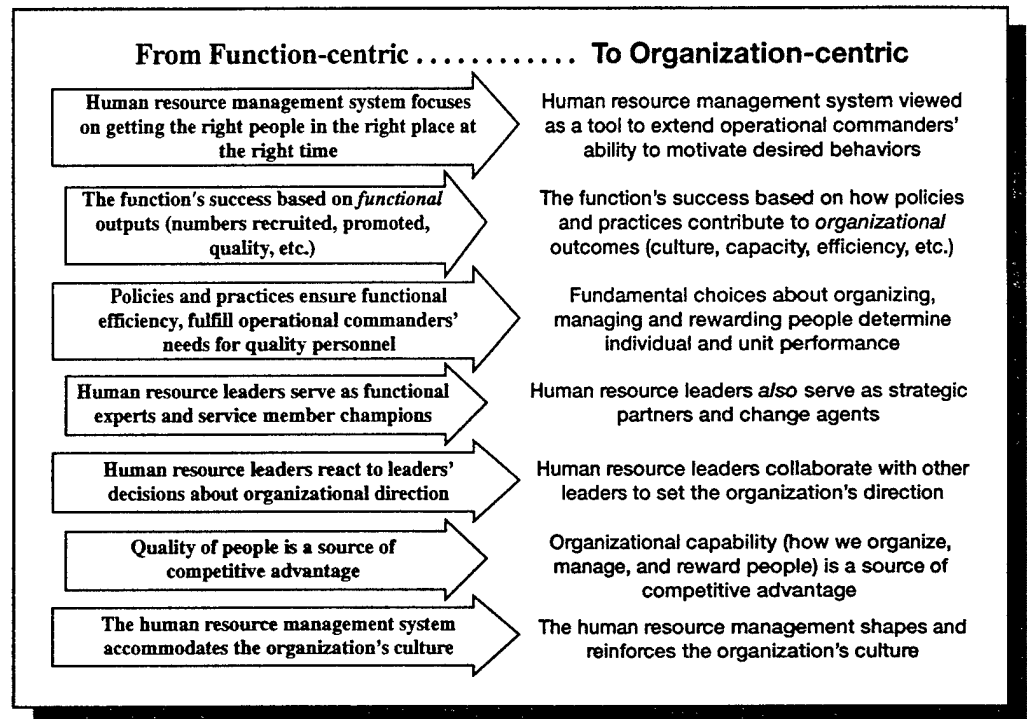 From Function-centric . . . . . . . . . . . . To Organization-centric
Human resource management system focuses
on getting the right people in the right place at
the right time
Human resource management system viewed
as a tool to extend operational commanders'
ability to motivate desired behaviors
The function's success based on functional
outputs (numbers recruited, promoted,
quality, etc.)
The function's success based on how policies
and practices contribute to organizational
outcomes (culture, capacity, efficiency, etc.)
Policies and practices ensure functional
efficiency, fulfill operational commanders'
needs for quality personnel
Fundamental choices about organizing,
managing and rewarding people determine
individual and unit performance
Human resource leaders serve as functional
experts and service member champions
Human resource leaders also serve as strategic
partners and change agents
Human resource leaders react to leaders'
decisions about organizational direction
Human resource leaders collaborate with other
leaders to set the organization's direction
Quality of people is a source of
competitive advantage
Organizational capability (how we organize,
manage, and reward people) is a source of
competitive advantage
The human resource management system
accommodates the organization's culture
The human resource management shapes and
reinforces the organization's culture